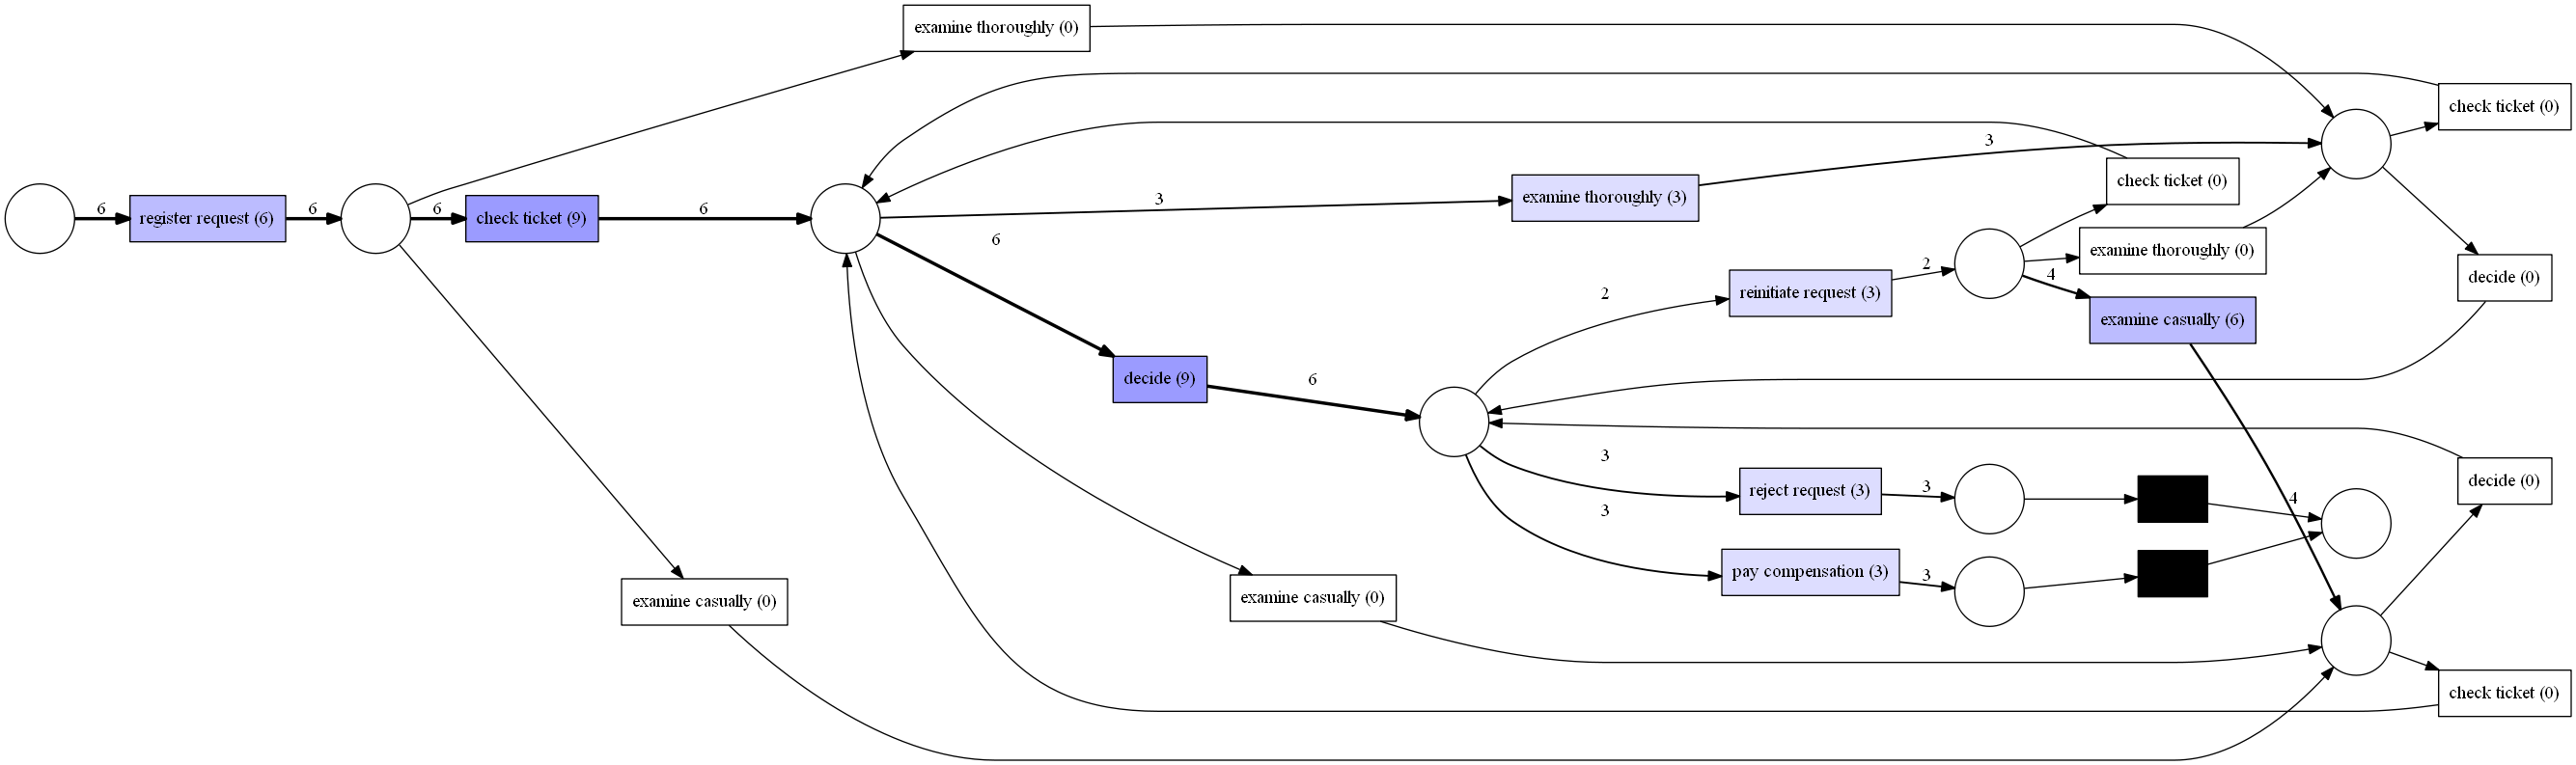 examine thoroughly (0)
check ticket (0)
3
check ticket (0)
3
examine thoroughly (3)
6
register request (6)
6
6
check ticket (9)
6
6
examine thoroughly (0)
2
4
decide (0)
2
reinitiate request (3)
examine casually (6)
6
decide (9)
3
decide (0)
3
reject request (3)
3
4
3
pay compensation (3)
3
examine casually (0)
examine casually (0)
check ticket (0)